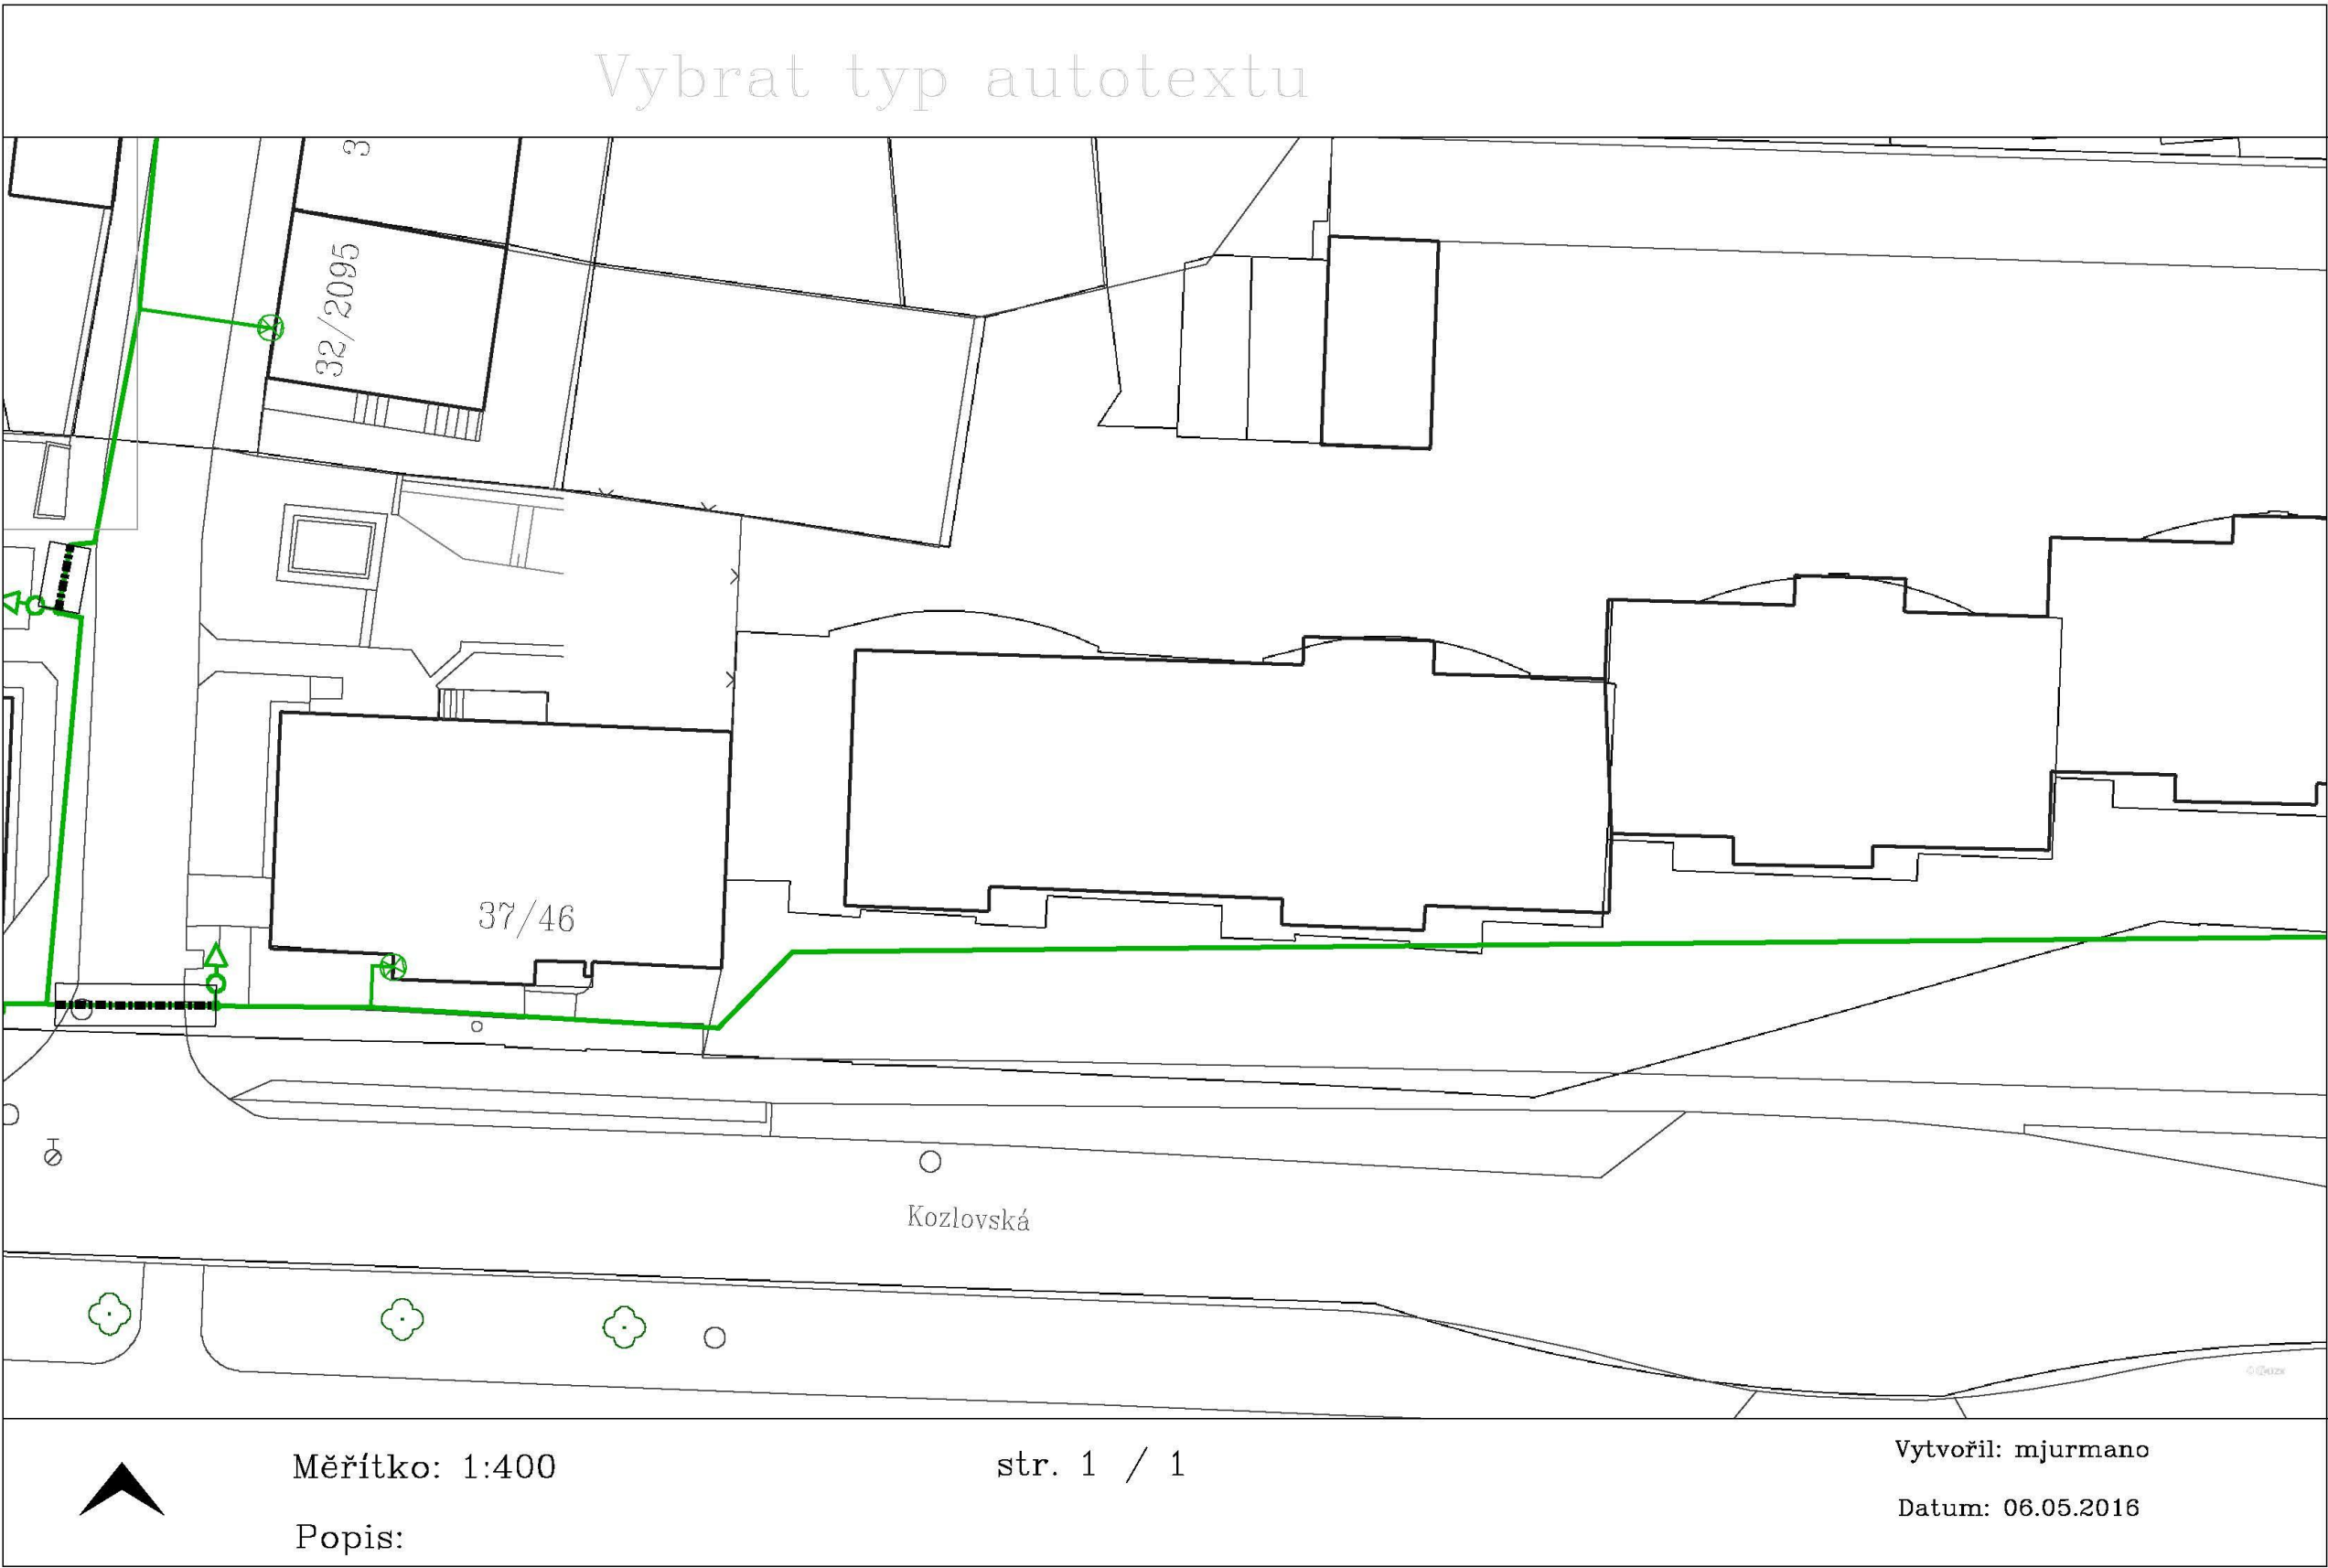 Vybrat typ autotextu
3
32/2095
37/46
Kozlovská
Měřítko: 1:400
str. 1 / 1
Vytvořil: mjurmano
Datum: 06.05.2016
Popis: